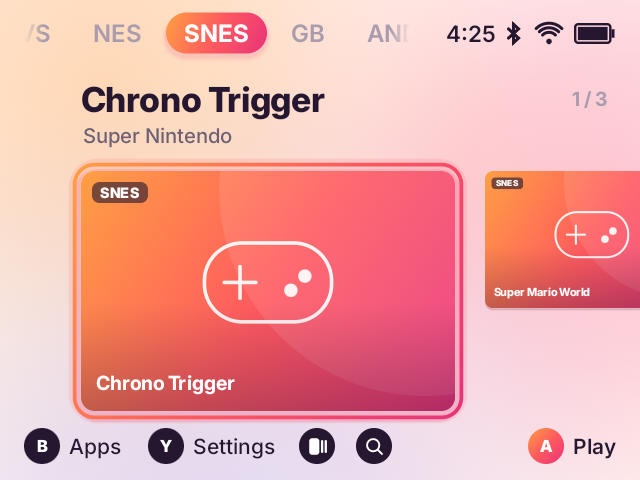 /S NES SNES GB AND 4:25
Chrono Trigger
1/3
Super Nintendo
SNES
Chrono Trigger
SNES
Super Mario World
B Apps Y Settings A Play